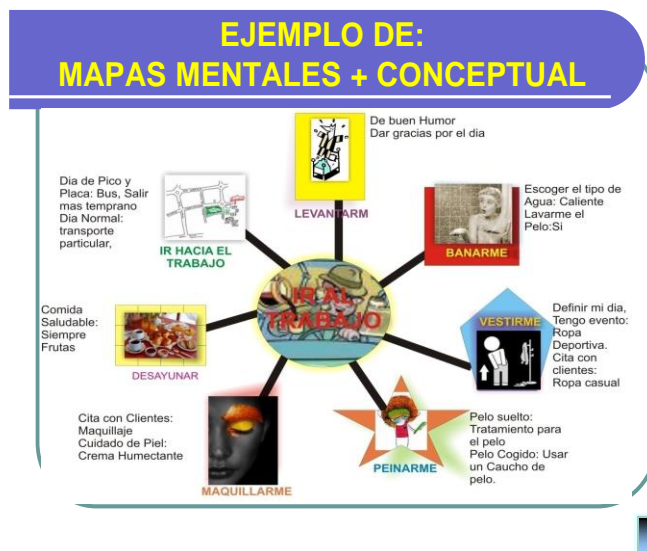 EJEMPLO DE:
MAPAS MENTALES + CONCEPTUAL
De buen Humor
Dar gracias por el dia
LEVANTARM
Escoger el tipo de
Agua: Caliente
Lavarme el
Pelo:Si
BANARME
Definir mi dia,
Tengo evento:
Ropa
Deportiva.
Cita con
clientes:
Ropa casual
VESTIRME
Pelo suelto:
Tratamiento para
el pelo
Pelo Cogido: Usar
un Caucho de
pelo.
PEINARME
Cita con Clientes:
Maquillaje
Cuidado de Piel:
Crema Humectante
MAQUILLARME
Comida
Saludable:
Siempre
Frutas
DESAYUNAR
Dia de Pico y
Placa: Bus, Salir
mas temprano
Dia Normal:
transporte
particular,
IR HACIA EL
TRABAJO
IR AL
TRABAJO